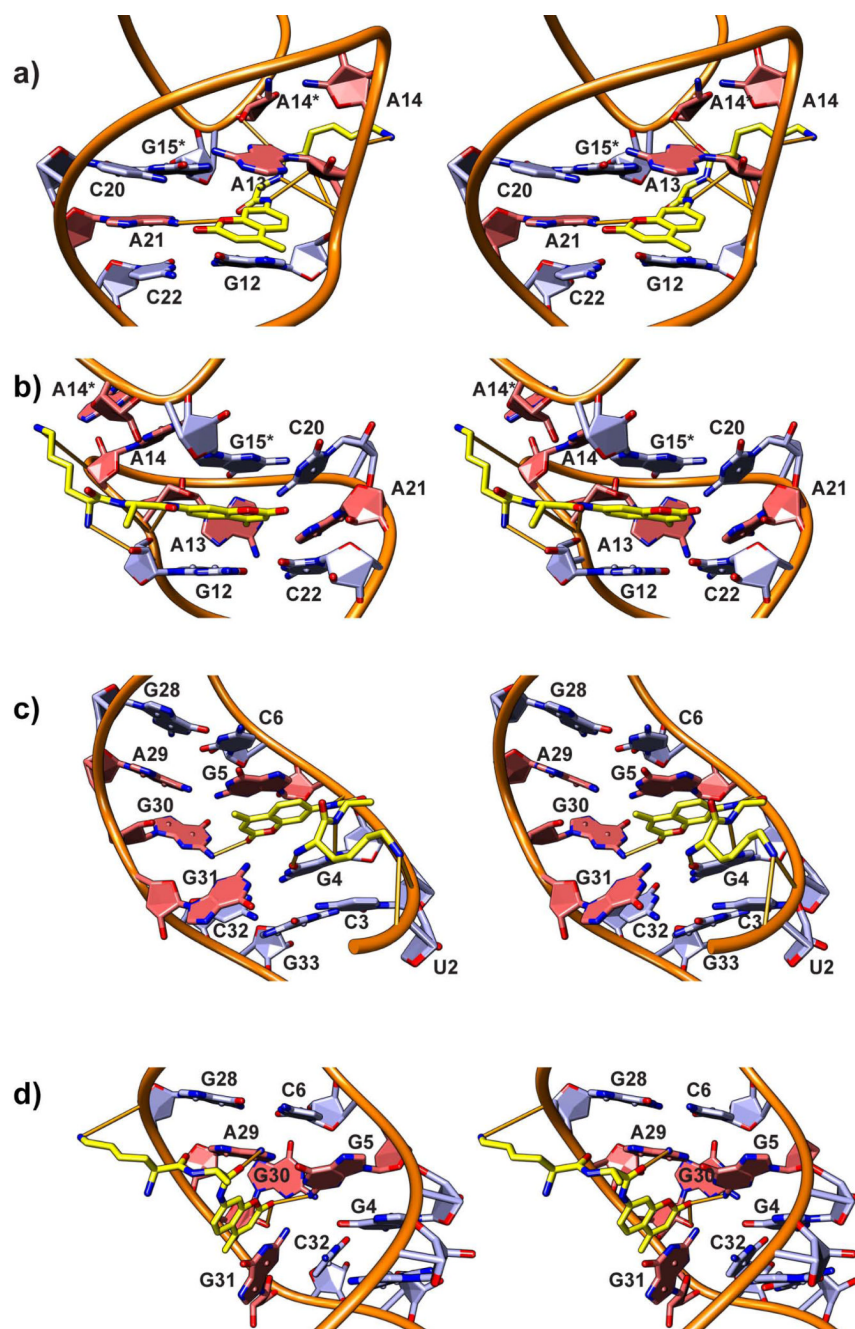 a)
A14* A14 A14* A14
G15* G15*
C20 A13 C20 A13
A21 A21
C22 G12 C22 G12
b)
A14* C20 A14* C20
A14 G15* A14 G15*
A21 A21
A13 A13
G12 C22 G12 C22
c)
G28 C6 G28 C6
A29 G5 A29 G5
G30 G30
G31 G4 G31 G4
C32 C3 C32 C3
G33 U2 G33 U2
d)
G28 C6 G28 C6
A29 G5 A29 G5
G30 G30
G4 G4
C32 C32
G31 G31